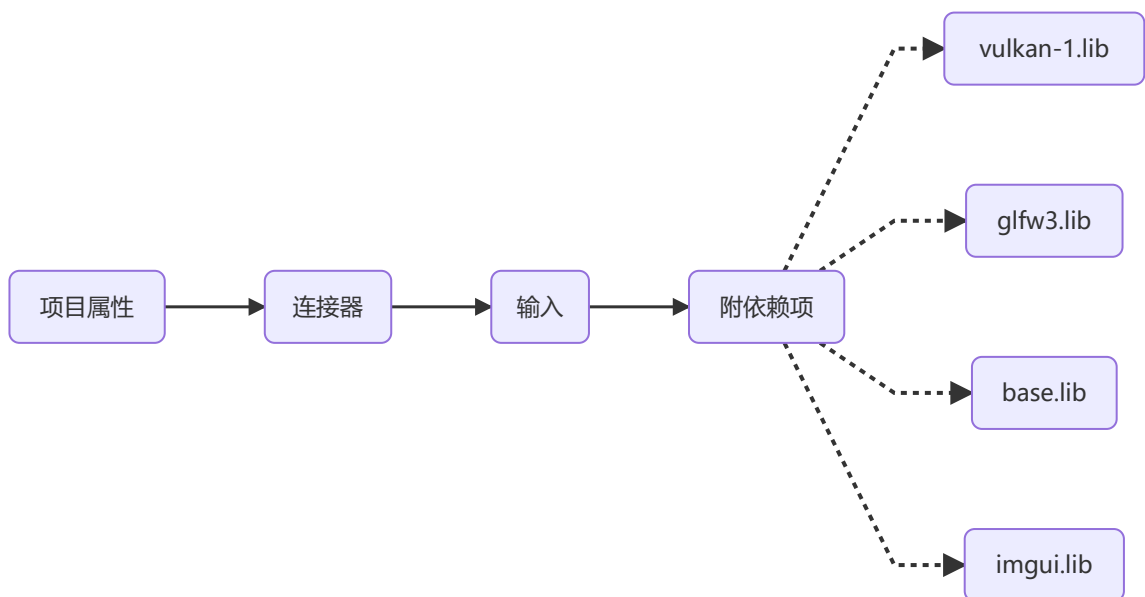 vulkan-1.lib
glfw3.lib
项目属性
连接器
输入
附依赖项
base.lib
imgui.lib